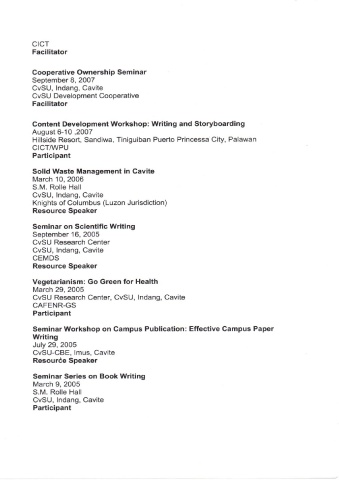 CICT
Facilitator
Cooperative Ownership Seminar
September 8, 2007
CvSU, Indang, Cavite
CvSU Development Cooperative
Facilitator
Content Development Workshop: Writing and Storyboarding
August 6-10 ,2007
Hillside Resort, Sandiwa, Tiniguiban Puerto Princessa City, Palawan
CICT/WPU
Participant
Solid Waste Management in Cavite
March 10, 2006
S.M. Rolle Hall
CvSU, Indang, Cavite
Knights of Columbus (Luzon Jurisdiction)
Resource Speaker
Seminar on Scientific Writing
September 16, 2005
CvSU Research Center
CvSU, Indang, Cavite
CEMDS
Resource Speaker
Vegetarianism: Go Green for Health
March 29, 2005
CvSU Research Center, CvSU, Indang, Cavite
CAFENR-GS
Participant
Seminar Workshop on Campus Publication: Effective Campus Paper
Writing
July 29, 2005
CvSU-CBE, Imus, Cavite
Resource Speaker
Seminar Series on Book Writing
March 9, 2005
S.M. Rolle Hall
CvSU, Indang, Cavite
Participant